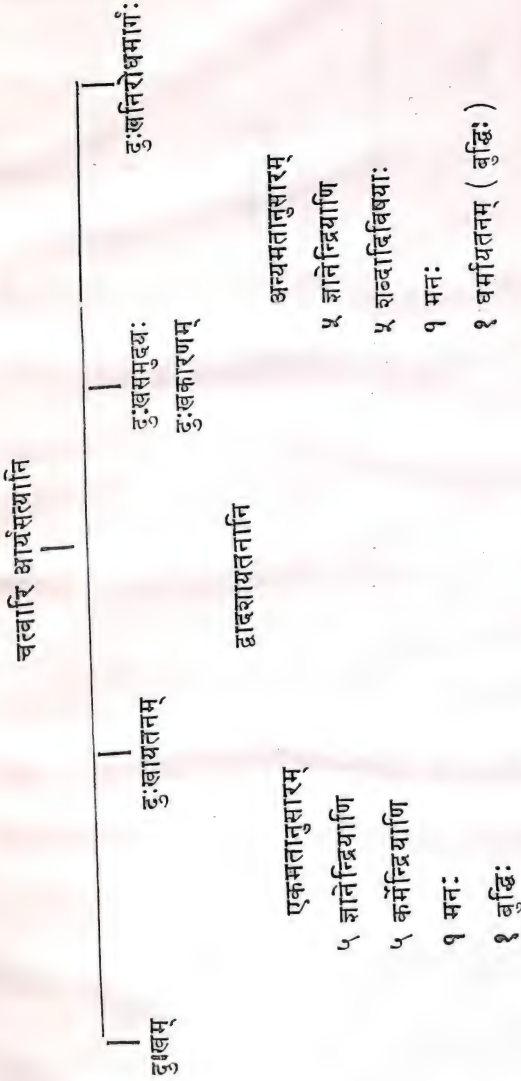 चत्वारि आर्यसत्यानि
दुःखम्
दुःखायतनम्
दुःखसमुदयः
दुःखकारणम्
दुःखनिरोधमार्गः
द्वादशायतनानि
एकमतानुसारम्
५ ज्ञानेन्द्रियाणि
५ कर्मेन्द्रियाणि
१ मनः
१ बुद्धिः
अन्यमतानुसारम्
५ ज्ञानेन्द्रियाणि
५ शब्दादिविषयाः
१ मनः
१ धर्मायतनम् ( बुद्धिः )